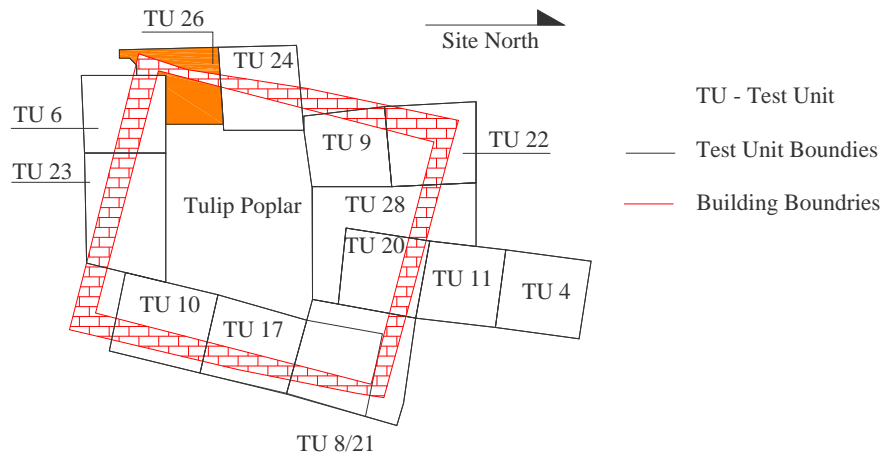 TU 26
Site North
TU 24
TU - Test Unit
TU 6
TU 9
TU 22
Test Unit Boundies
TU 23
Tulip Poplar
TU 28
Building Boundries
TU 20
TU 11
TU 4
TU 10
TU 17
TU 8/21